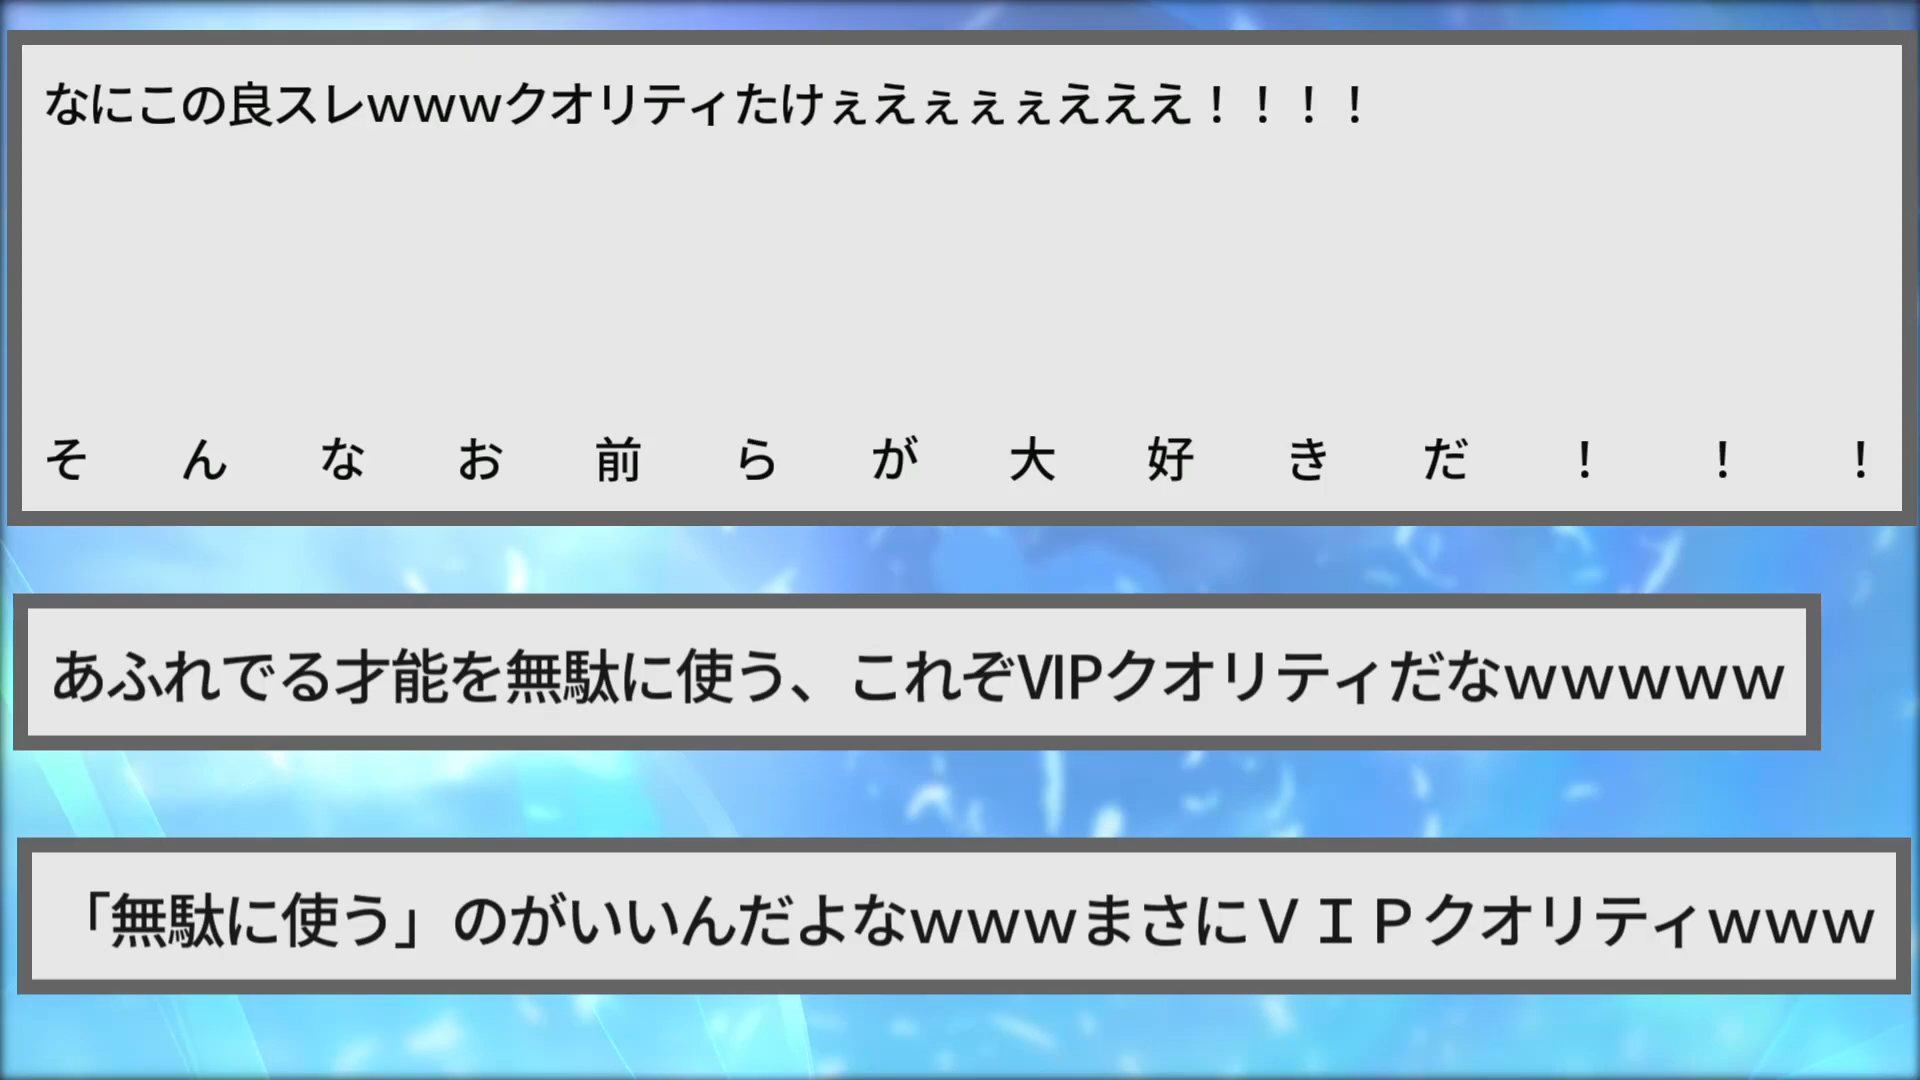 なにこの良スレｗｗｗクオリティたけぇえぇぇぇえええ！！！！
そ　　ん　　な　　お　　前　　ら　　が　　大　　好　　き　　だ　　！　　！　　！
あふれでる才能を無駄に使う、これぞVIPクオリティだなｗｗｗｗｗ
「無駄に使う」のがいいんだよなｗｗｗまさにＶＩＰクオリティｗｗｗ